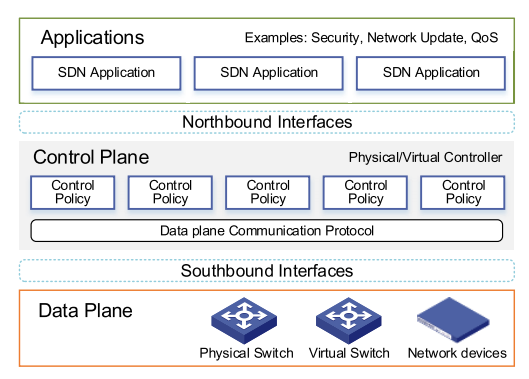 Applications
Examples: Security, Network Update, QoS
SDN Application
SDN Application
SDN Application
Northbound Interfaces
Control Plane
Physical/Virtual Controller
Control
Policy
Control
Policy
Control
Policy
Control
Policy
Control
Policy
Data plane Communication Protocol
Southbound Interfaces
Data Plane
Physical Switch
Virtual Switch
Network devices